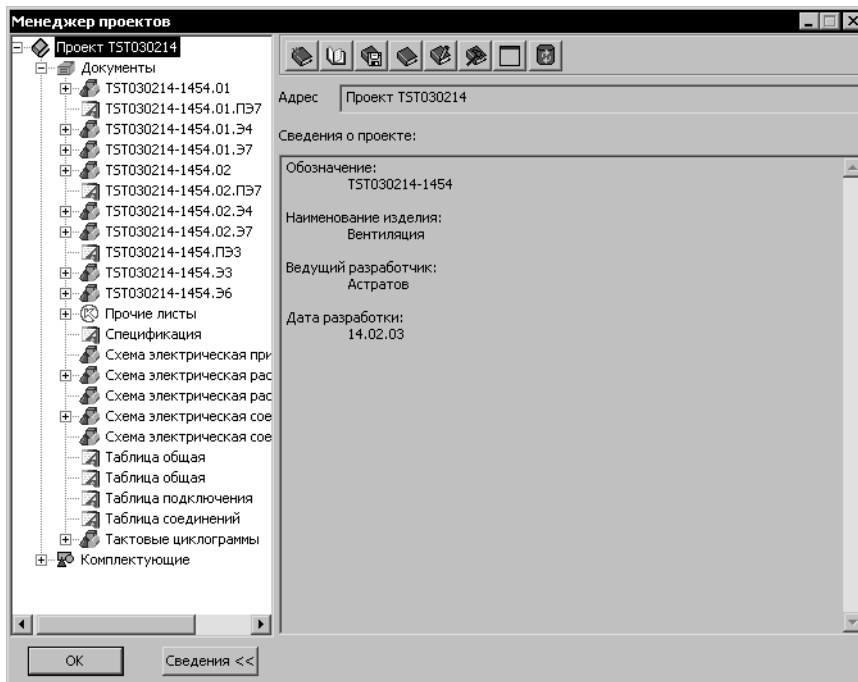 Менеджер проектов
Проект TST030214
Документы
TST030214-1454.01
TST030214-1454.01.ПЭ7
TST030214-1454.01.Э4
TST030214-1454.01.Э7
TST030214-1454.02
TST030214-1454.02.ПЭ7
TST030214-1454.02.Э4
TST030214-1454.02.Э7
TST030214-1454.ПЭ3
TST030214-1454.Э3
TST030214-1454.Э6
Прочие листы
Спецификация
Схема электрическая при
Схема электрическая рас
Схема электрическая рас
Схема электрическая сое
Схема электрическая сое
Таблица общая
Таблица общая
Таблица подключения
Таблица соединений
Тактовые циклограммы
Комплектующие
Адрес Проект TST030214
Сведения о проекте:
Обозначение:
TST030214-1454
Наименование изделия:
Вентиляция
Ведущий разработчик:
Астратов
Дата разработки:
14.02.03
OK Сведения <<